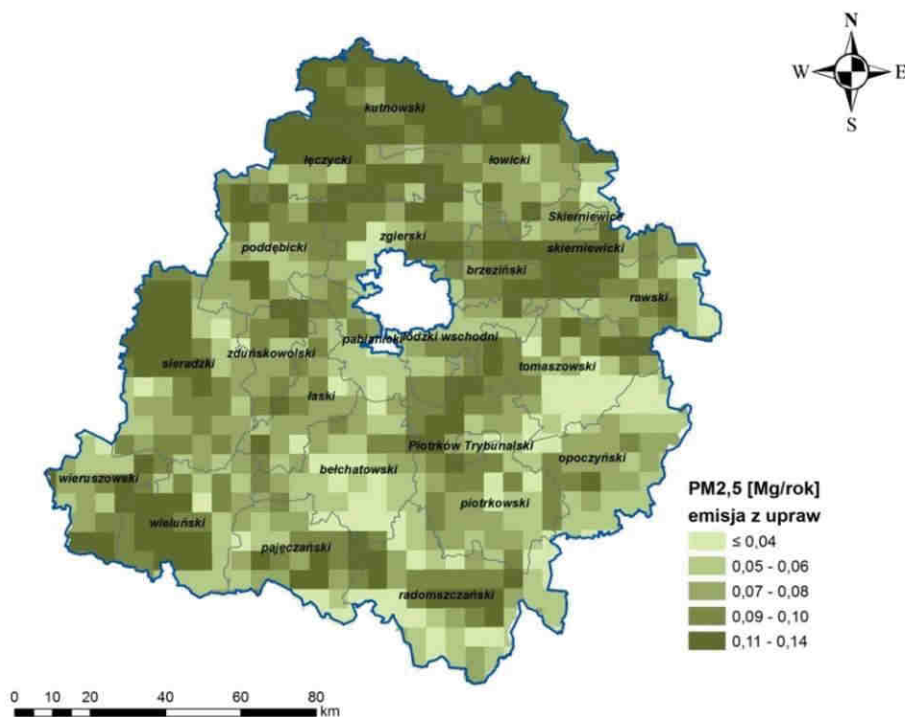 N
W E
S
kutnowski
łęczycki
łowicki
Skierniewice
zgierski
poddębicki
skierniewicki
brzeziński
rawski
pabianicki
łódzki wschodni
zduńskowolski
sieradzki
tomaszowski
łaski
Piotrków Trybunalski
opoczyński
bełchatowski
wieruszowski
piotrkowski
wieluński
pajęczański
radomszczański
PM2,5 [Mg/rok]
emisja z upraw
≤ 0,04
0,05 - 0,06
0,07 - 0,08
0,09 - 0,10
0,11 - 0,14
0 10 20 40 60 80
km